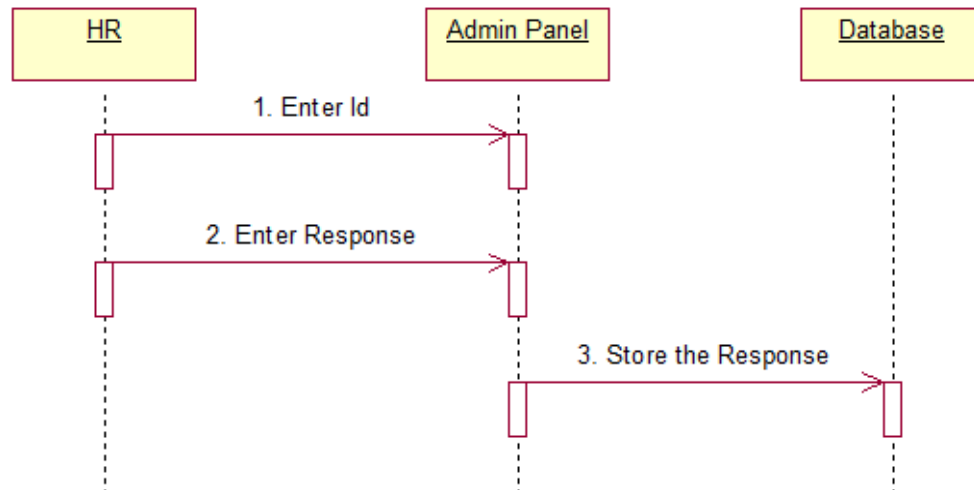 HR
Admin Panel
Database
1. Enter Id
2. Enter Response
3. Store the Response